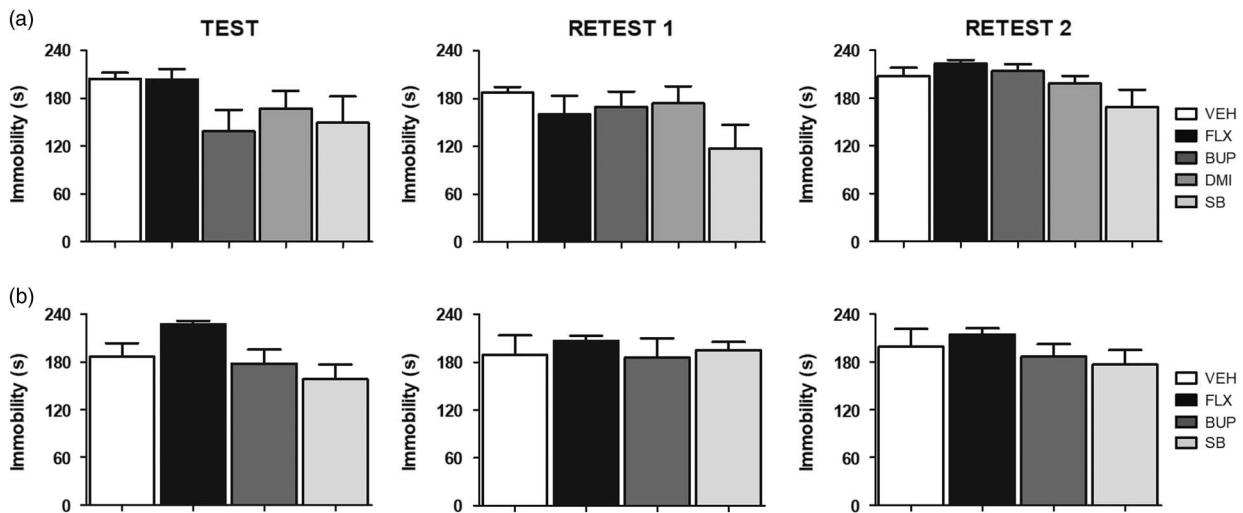 (a)
TEST
RETEST 1
RETEST 2
Immobility (s)
240
180
120
60
0
Immobility (s)
240
180
120
60
0
Immobility (s)
240
180
120
60
0
VEH
FLX
BUP
DMI
SB
(b)
Immobility (s)
240
180
120
60
0
Immobility (s)
240
180
120
60
0
Immobility (s)
240
180
120
60
0
VEH
FLX
BUP
SB